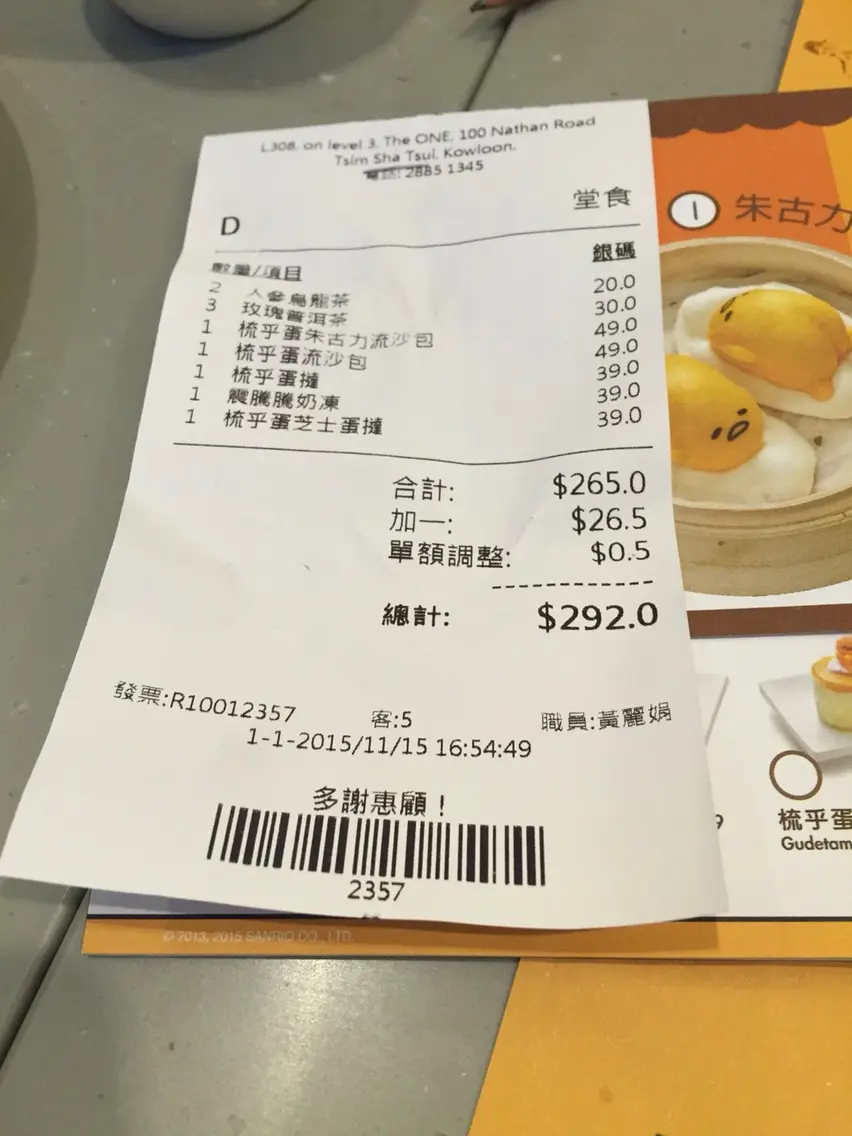 L308, on level 3, The ONE, 100 Nathan Road
Tsim Sha Tsui, Kowloon.
電話: 2885 1345
堂食
D
數量/項目 銀碼
2 人參烏龍茶 20.0
3 玫瑰普洱茶 30.0
1 梳乎蛋朱古力流沙包 49.0
1 梳乎蛋流沙包 49.0
1 梳乎蛋撻 39.0
1 震騰騰奶凍 39.0
1 梳乎蛋芝士蛋撻 39.0
合計: $265.0
加一: $26.5
單額調整: $0.5
總計: $292.0
發票:R10012357 客:5 職員:黃麗娟
1-1-2015/11/15 16:54:49
多謝惠顧！
2357
1 朱古力
9
梳乎蛋
Gudetam
© 2013, 2015 SANRIO CO., LTD.